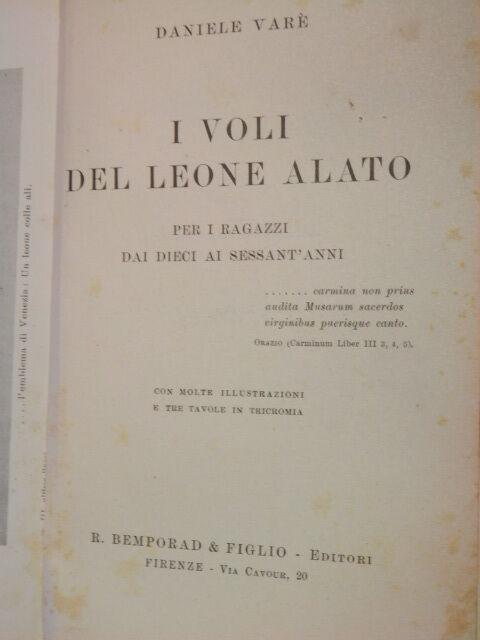 DANIELE VARÈ
I VOLI
DEL LEONE ALATO
PER I RAGAZZI
DAI DIECI AI SESSANT'ANNI
....... carmina non prius
audita Musarum sacerdos
virginibus puerisque canto.
ORAZIO (Carminum Liber III 3, 4, 5).
CON MOLTE ILLUSTRAZIONI
E TRE TAVOLE IN TRICROMIA
R. BEMPORAD & FIGLIO - EDITORI
FIRENZE - VIA CAVOUR, 20
....l'emblema di Venezia: Un leone colle ali.